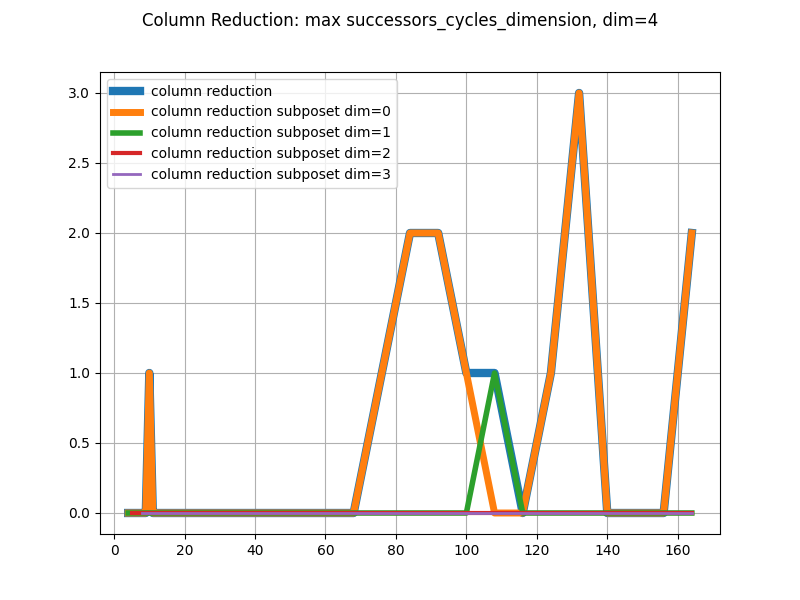 Column Reduction: max successors_cycles_dimension, dim=4
column reduction
column reduction subposet dim=0
column reduction subposet dim=1
column reduction subposet dim=2
column reduction subposet dim=3
3.0
2.5
2.0
1.5
1.0
0.5
0.0
0 20 40 60 80 100 120 140 160